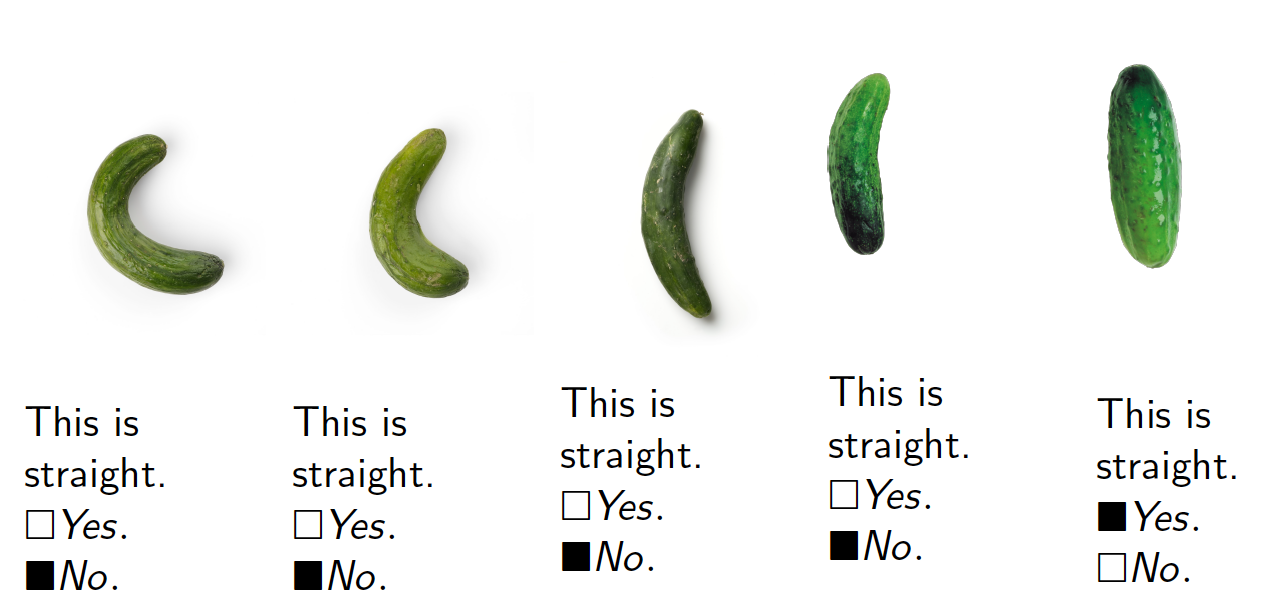 This is
straight.
□Yes.
■No.
This is
straight.
□Yes.
■No.
This is
straight.
□Yes.
■No.
This is
straight.
□Yes.
■No.
This is
straight.
■Yes.
□No.